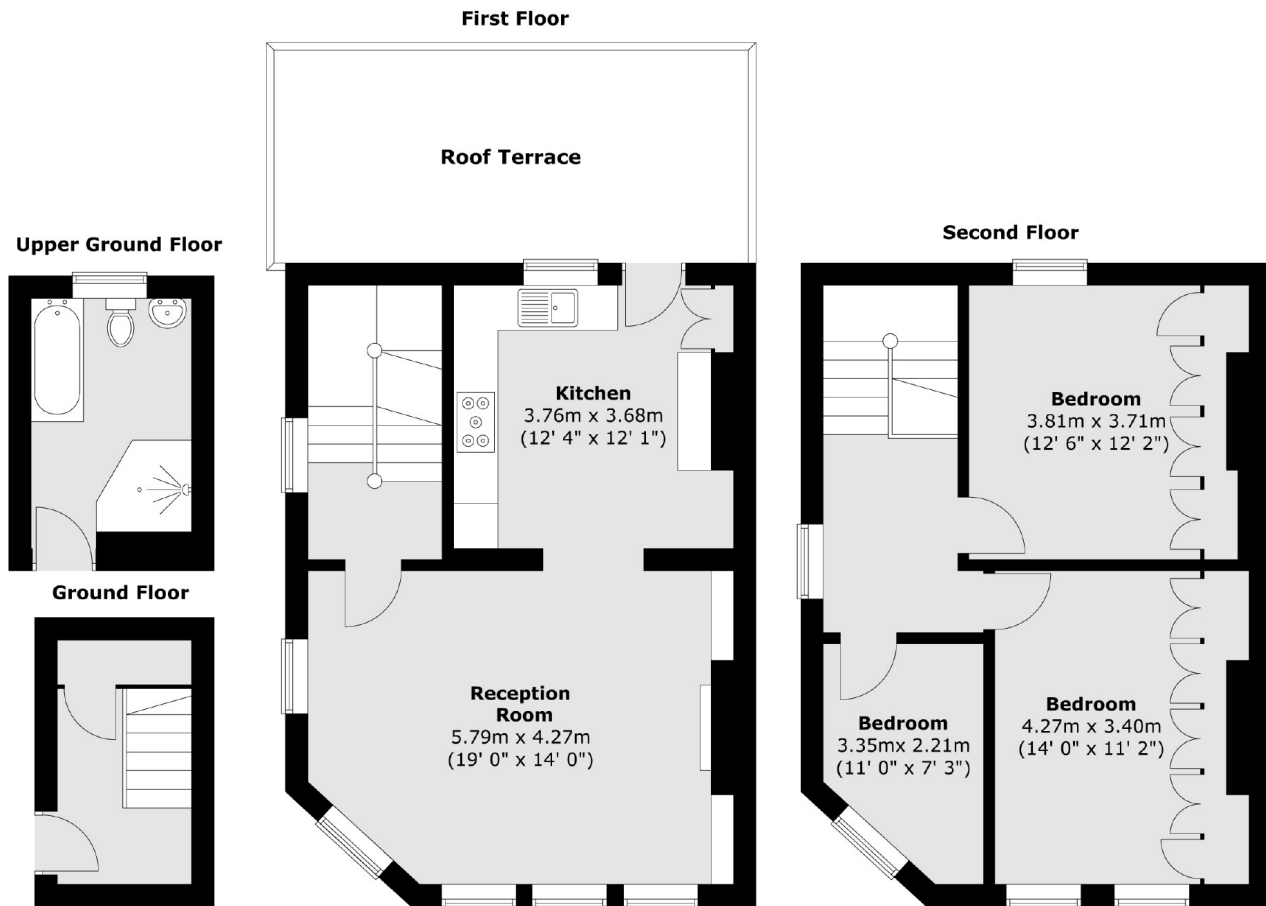 First Floor
Roof Terrace
Upper Ground Floor
Second Floor
Kitchen
3.76m x 3.68m
(12' 4" x 12' 1")
Bedroom
3.81m x 3.71m
(12' 6" x 12' 2")
Ground Floor
Reception
Room
5.79m x 4.27m
(19' 0" x 14' 0")
Bedroom
3.35mx 2.21m
(11' 0" x 7' 3")
Bedroom
4.27m x 3.40m
(14' 0" x 11' 2")